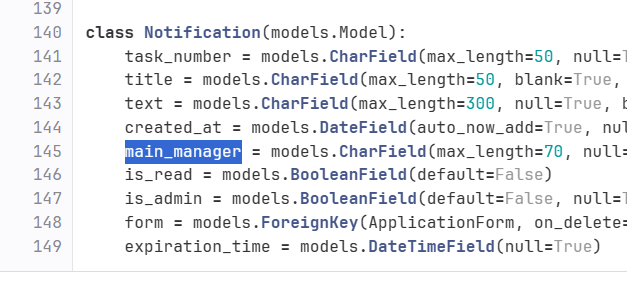 139
140 class Notification(models.Model):
141 task_number = models.CharField(max_length=50, null=
142 title = models.CharField(max_length=50, blank=True,
143 text = models.CharField(max_length=300, null=True, b
144 created_at = models.DateField(auto_now_add=True, nul
145 main_manager = models.CharField(max_length=70, null=
146 is_read = models.BooleanField(default=False)
147 is_admin = models.BooleanField(default=False, null=
148 form = models.ForeignKey(ApplicationForm, on_delete=
149 expiration_time = models.DateTimeField(null=True)